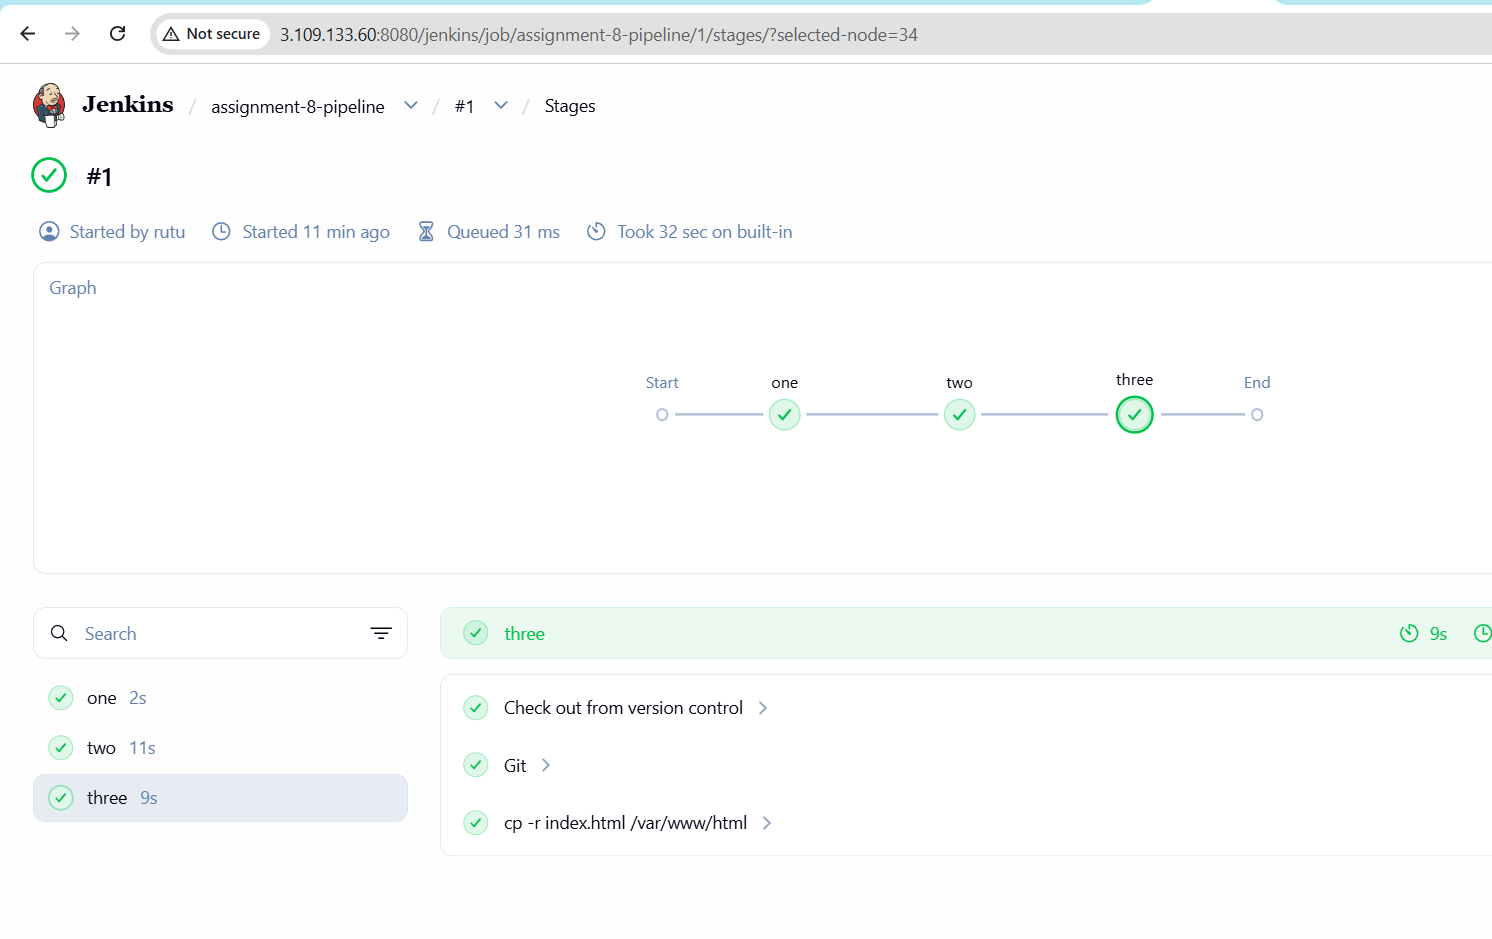 Not secure 3.109.133.60:8080/jenkins/job/assignment-8-pipeline/1/stages/?selected-node=34
Jenkins / assignment-8-pipeline / #1 / Stages
#1
Started by rutu Started 11 min ago Queued 31 ms Took 32 sec on built-in
Graph
Start one two three End
Search
three 9s
one 2s
two 11s
three 9s
Check out from version control
Git
cp -r index.html /var/www/html